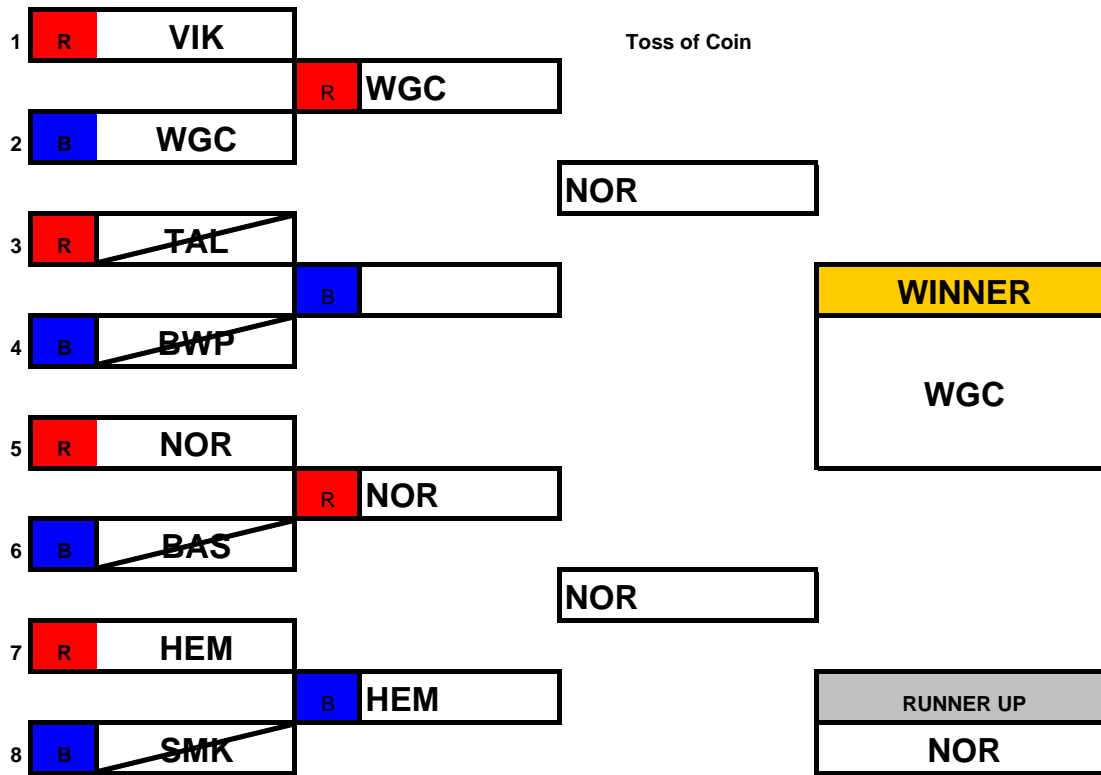 1 R VIK
Toss of Coin
R WGC
2 B WGC
NOR
3 R TAL
B
WINNER
4 B BWP
WGC
5 R NOR
R NOR
6 B BAS
NOR
7 R HEM
B HEM
RUNNER UP
8 B SMK
NOR